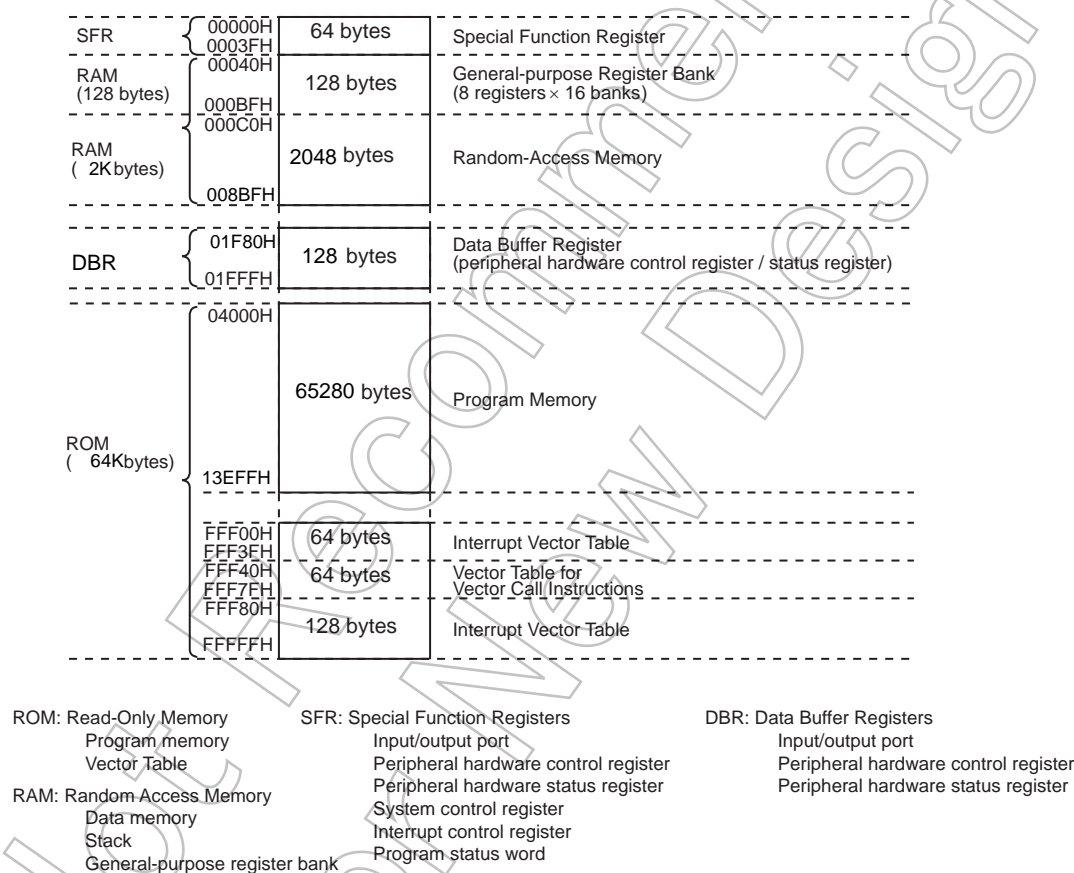 SFR 00000H 64 bytes Special Function Register
0003FH
RAM 00040H 128 bytes General-purpose Register Bank
(128 bytes) 000BFH (8 registers × 16 banks)
000C0H
RAM 2048 bytes Random-Access Memory
( 2Kbytes)
008BFH
01F80H Data Buffer Register
DBR 128 bytes (peripheral hardware control register / status register)
01FFFH
04000H
65280 bytes Program Memory
ROM
( 64Kbytes)
13EFFH
FFF00H 64 bytes Interrupt Vector Table
FFF3FH
FFF40H 64 bytes Vector Table for
FFF7FH Vector Call Instructions
FFF80H
128 bytes Interrupt Vector Table
FFFFFH
ROM: Read-Only Memory
Program memory
Vector Table
RAM: Random Access Memory
Data memory
Stack
General-purpose register bank
SFR: Special Function Registers
Input/output port
Peripheral hardware control register
Peripheral hardware status register
System control register
Interrupt control register
Program status word
DBR: Data Buffer Registers
Input/output port
Peripheral hardware control register
Peripheral hardware status register
Not Recommen
r New Desig